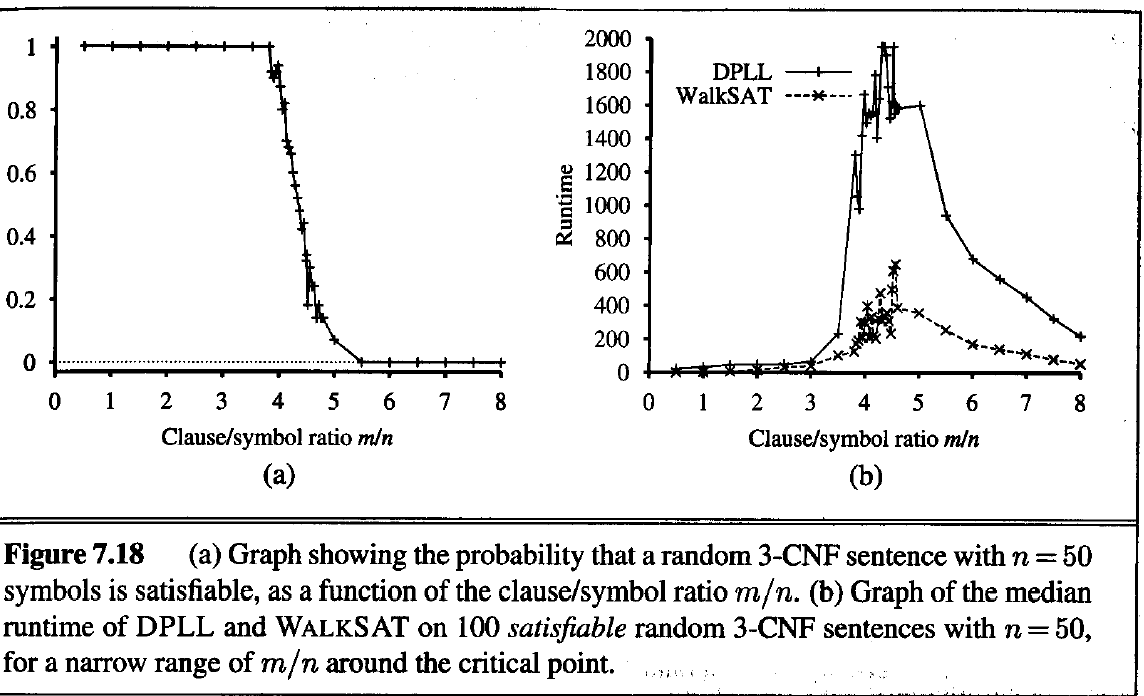 1
0.8
0.6
0.4
0.2
0
0 1 2 3 4 5 6 7 8
Clause/symbol ratio m/n
(a)
2000
1800
1600
1400
1200
1000
800
600
400
200
0
Runtime
DPLL
WalkSAT
0 1 2 3 4 5 6 7 8
Clause/symbol ratio m/n
(b)
Figure 7.18 (a) Graph showing the probability that a random 3-CNF sentence with n = 50
symbols is satisfiable, as a function of the clause/symbol ratio m/n. (b) Graph of the median
runtime of DPLL and WALKSAT on 100 satisfiable random 3-CNF sentences with n = 50,
for a narrow range of m/n around the critical point.